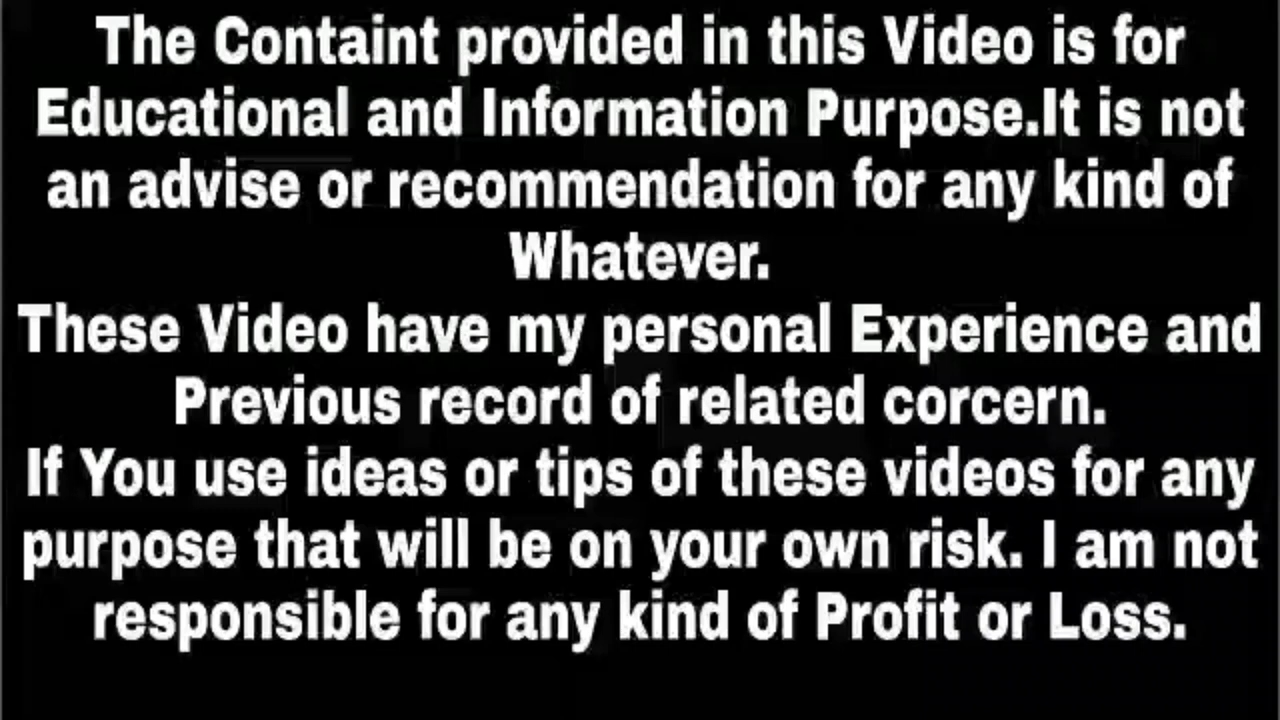 The Containt provided in this Video is for
Educational and Information Purpose.It is not
an advise or recommendation for any kind of
Whatever.
These Video have my personal Experience and
Previous record of related corcern.
If You use ideas or tips of these videos for any
purpose that will be on your own risk. I am not
responsible for any kind of Profit or Loss.